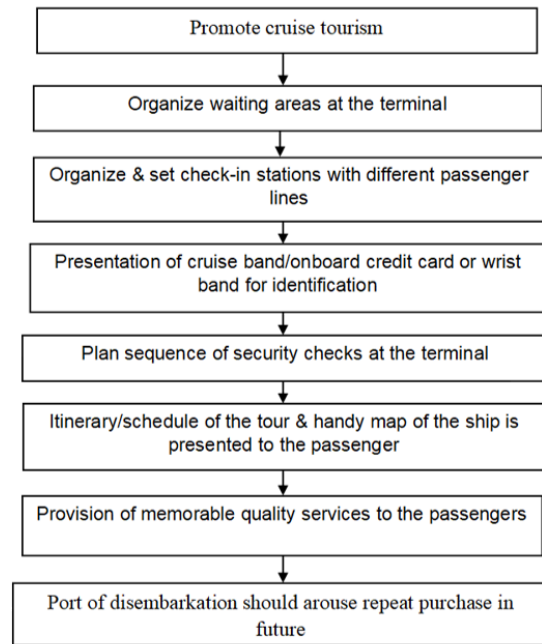 Promote cruise tourism
Organize waiting areas at the terminal
Organize & set check-in stations with different passenger
lines
Presentation of cruise band/onboard credit card or wrist
band for identification
Plan sequence of security checks at the terminal
Itinerary/schedule of the tour & handy map of the ship is
presented to the passenger
Provision of memorable quality services to the passengers
Port of disembarkation should arouse repeat purchase in
future